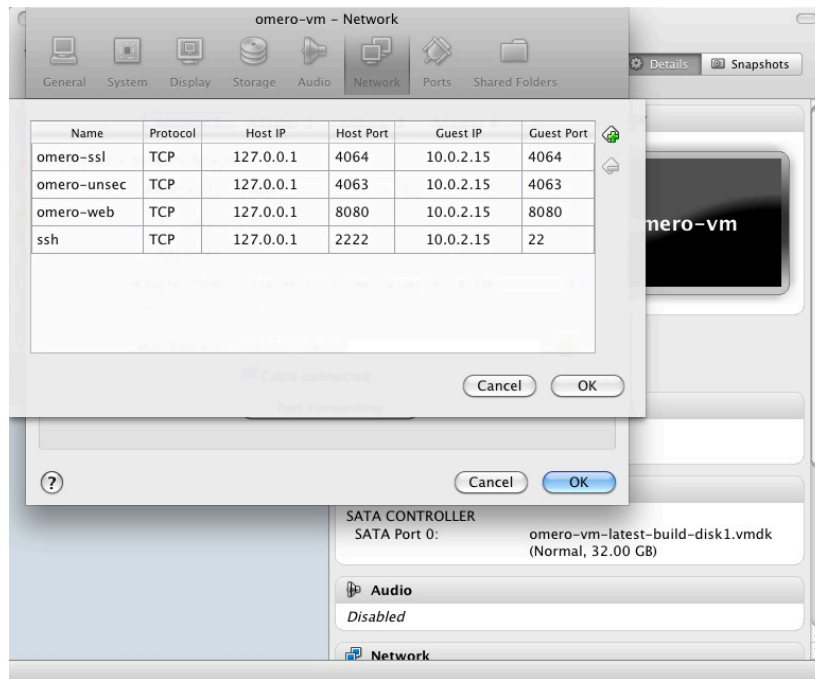 omero-vm – Network
General System Display Storage Audio Network Ports Shared Folders
Details Snapshots
Name Protocol Host IP Host Port Guest IP Guest Port
omero-ssl TCP 127.0.0.1 4064 10.0.2.15 4064
omero-unsec TCP 127.0.0.1 4063 10.0.2.15 4063
omero-web TCP 127.0.0.1 8080 10.0.2.15 8080
ssh TCP 127.0.0.1 2222 10.0.2.15 22
mero-vm
Cable connected
Cancel OK
Port Forwarding
? Cancel OK
SATA CONTROLLER
SATA Port 0: omero-vm-latest-build-disk1.vmdk
(Normal, 32.00 GB)
Audio
Disabled
Network